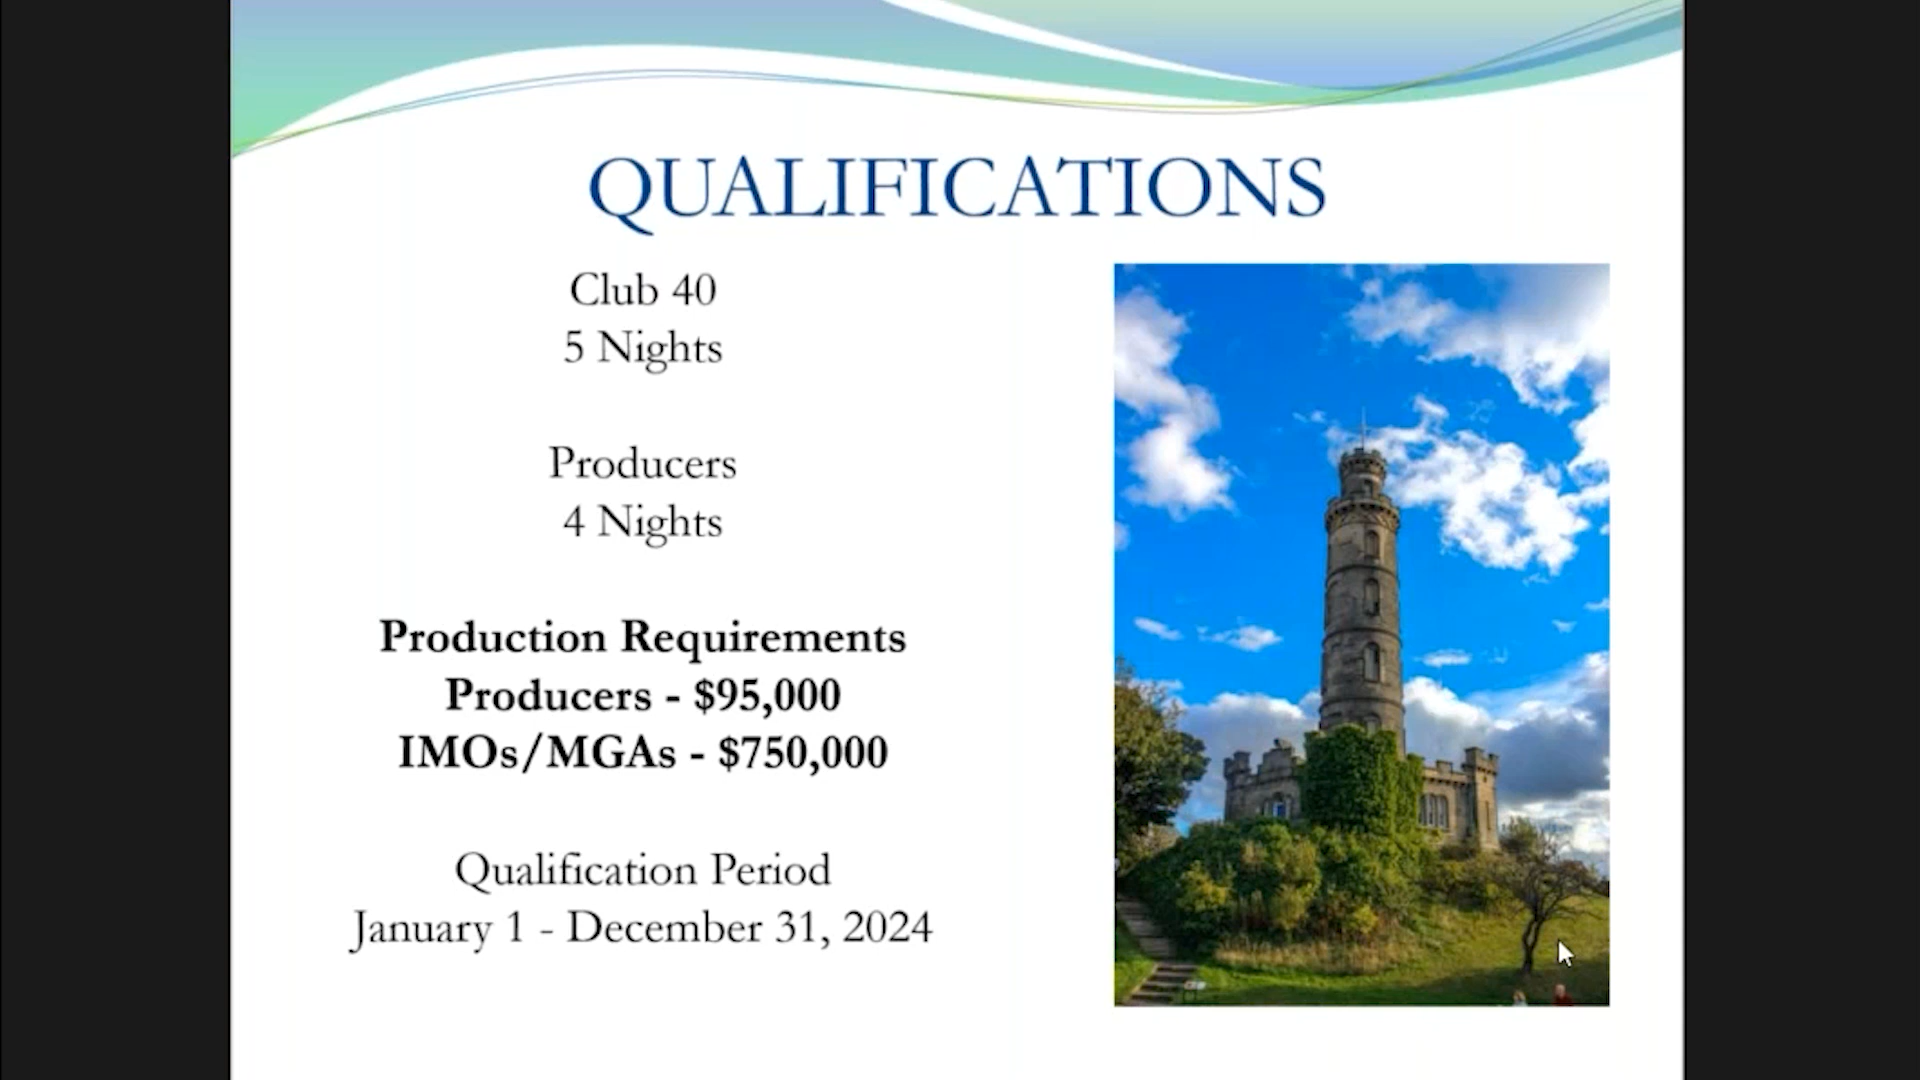 QUALIFICATIONS
Club 40
5 Nights
Producers
4 Nights
Production Requirements
Producers - $95,000
IMOs/MGAs - $750,000
Qualification Period
January 1 - December 31, 2024